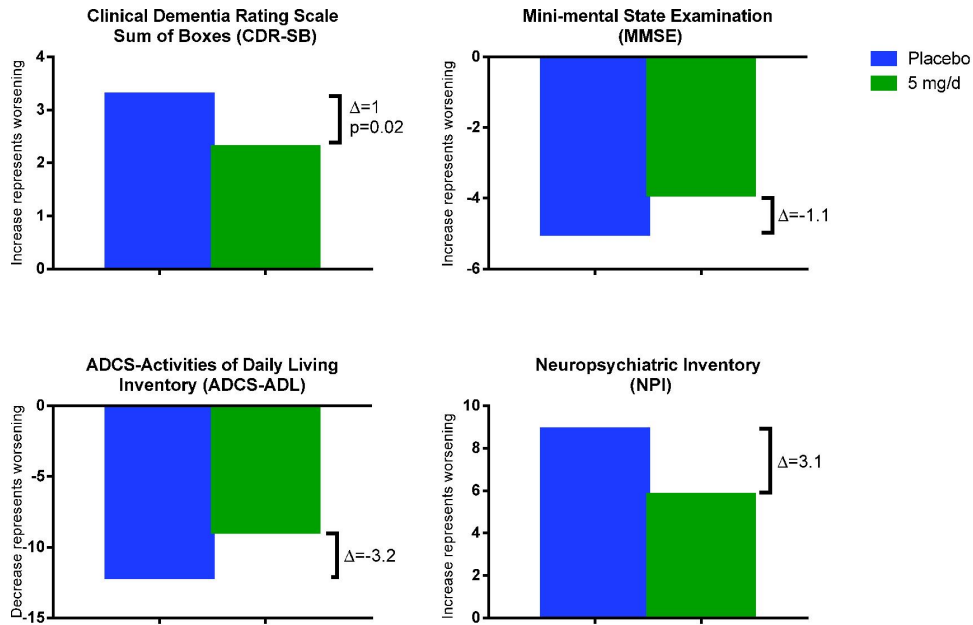 Clinical Dementia Rating Scale
Sum of Boxes (CDR-SB)
Increase represents worsening
4
3
2
1
0
Δ=1
p=0.02
Mini-mental State Examination
(MMSE)
Increase represents worsening
0
-2
-4
-6
Δ=-1.1
Placebo
5 mg/d
ADCS-Activities of Daily Living
Inventory (ADCS-ADL)
Decrease represents worsening
0
-5
-10
-15
Δ=-3.2
Neuropsychiatric Inventory
(NPI)
Increase represents worsening
10
8
6
4
2
0
Δ=3.1